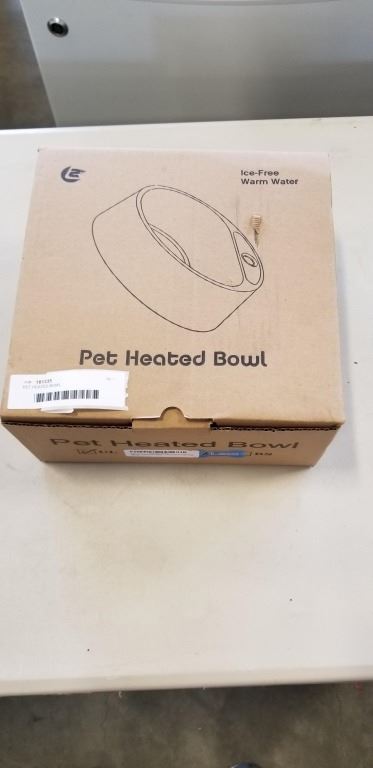 Ice-Free
Warm Water
Pet Heated Bowl
PET HEATED BOWL
Pet Heated Bowl